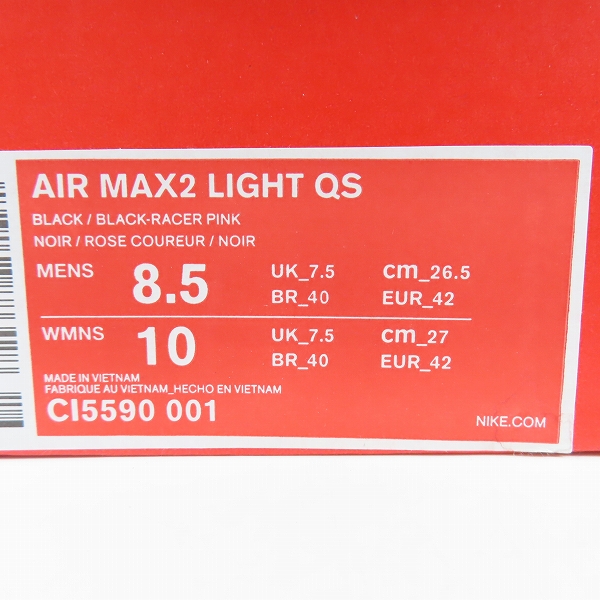 AIR MAX2 LIGHT QS
BLACK / BLACK-RACER PINK
NOIR / ROSE COUREUR / NOIR
MENS 8.5 UK_7.5 cm_26.5
BR_40 EUR_42
WMNS 10 UK_7.5 cm_27
BR_40 EUR_42
MADE IN VIETNAM
FABRIQUE AU VIETNAM_HECHO EN VIETNAM
CI5590 001
NIKE.COM